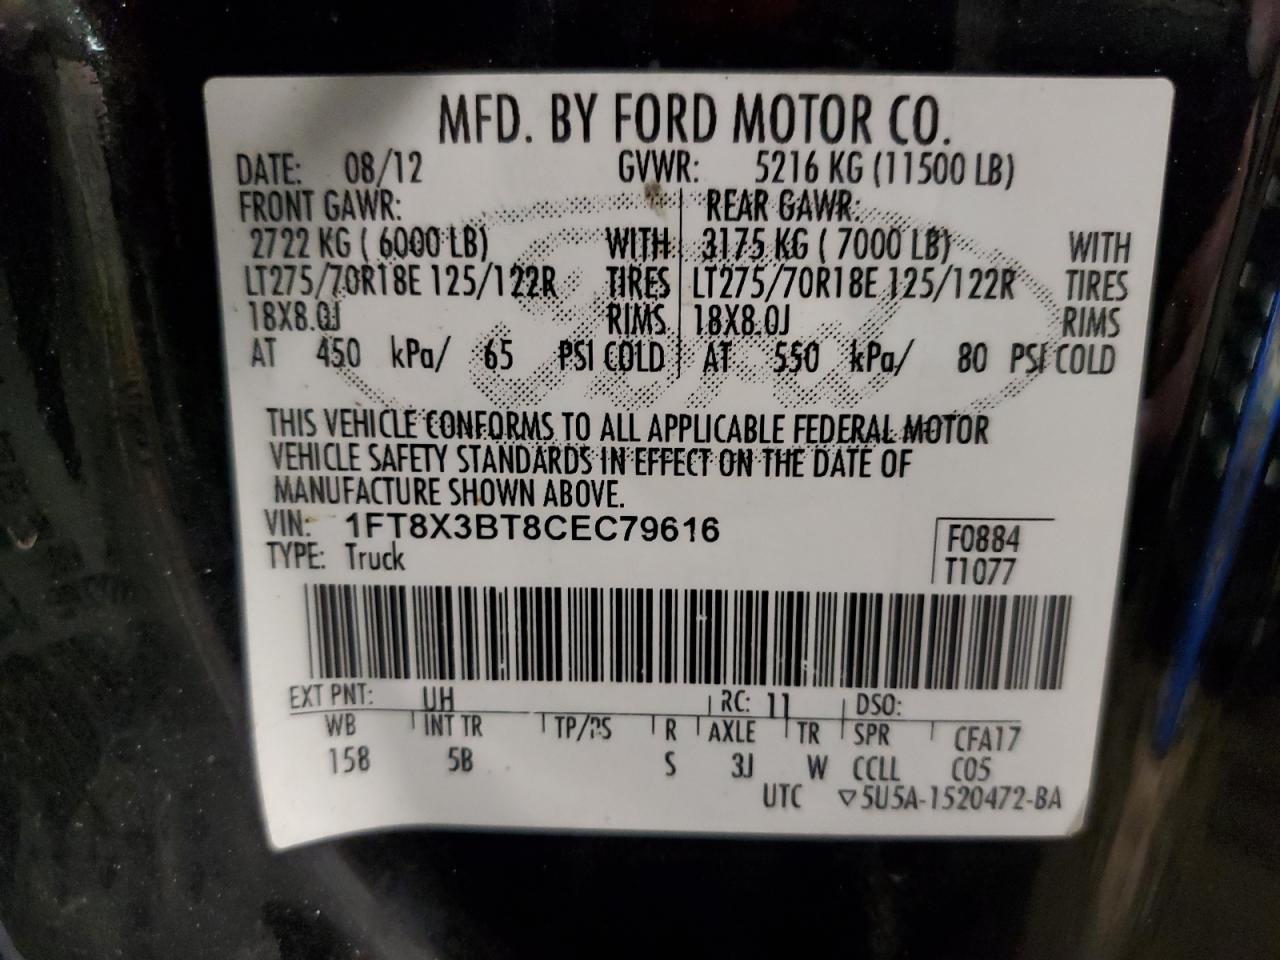 MFD. BY FORD MOTOR CO.
DATE: 08/12 GVWR: 5216 KG (11500 LB)
FRONT GAWR: REAR GAWR:
2722 KG ( 6000 LB) WITH 3175 KG ( 7000 LB) WITH
LT275/70R18E 125/122R TIRES LT275/70R18E 125/122R TIRES
18X8.0J RIMS 18X8.0J RIMS
AT 450 kPa/ 65 PSI COLD AT 550 kPa/ 80 PSI COLD
THIS VEHICLE CONFORMS TO ALL APPLICABLE FEDERAL MOTOR
VEHICLE SAFETY STANDARDS IN EFFECT ON THE DATE OF
MANUFACTURE SHOWN ABOVE.
VIN: 1FT8X3BT8CEC79616
TYPE: Truck
F0884
T1077
EXT PNT: UH RC: 11 DSO:
WB INT TR TP/PS R AXLE TR SPR CFA17
158 5B S 3J W CCLL C05
UTC ▽5U5A-1520472-BA